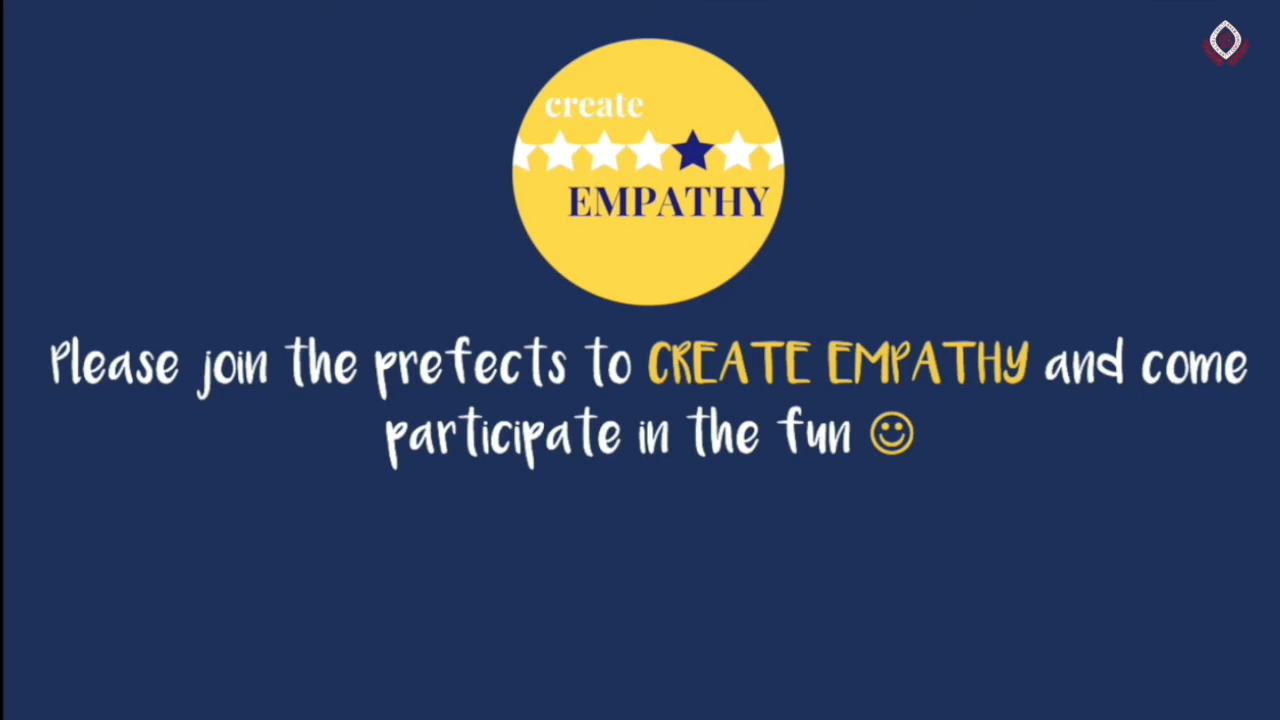 create
EMPATHY
Please join the prefects to CREATE EMPATHY and come
participate in the fun ☺